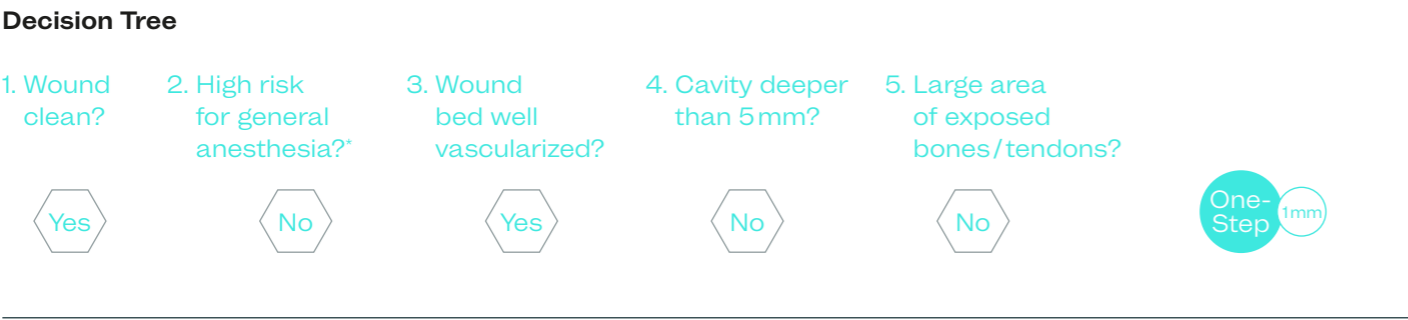 Decision Tree
1. Wound
clean?
2. High risk
for general
anesthesia?*
3. Wound
bed well
vascularized?
4. Cavity deeper
than 5 mm?
5. Large area
of exposed
bones/tendons?
Yes
No
Yes
No
No
One-
Step
1mm